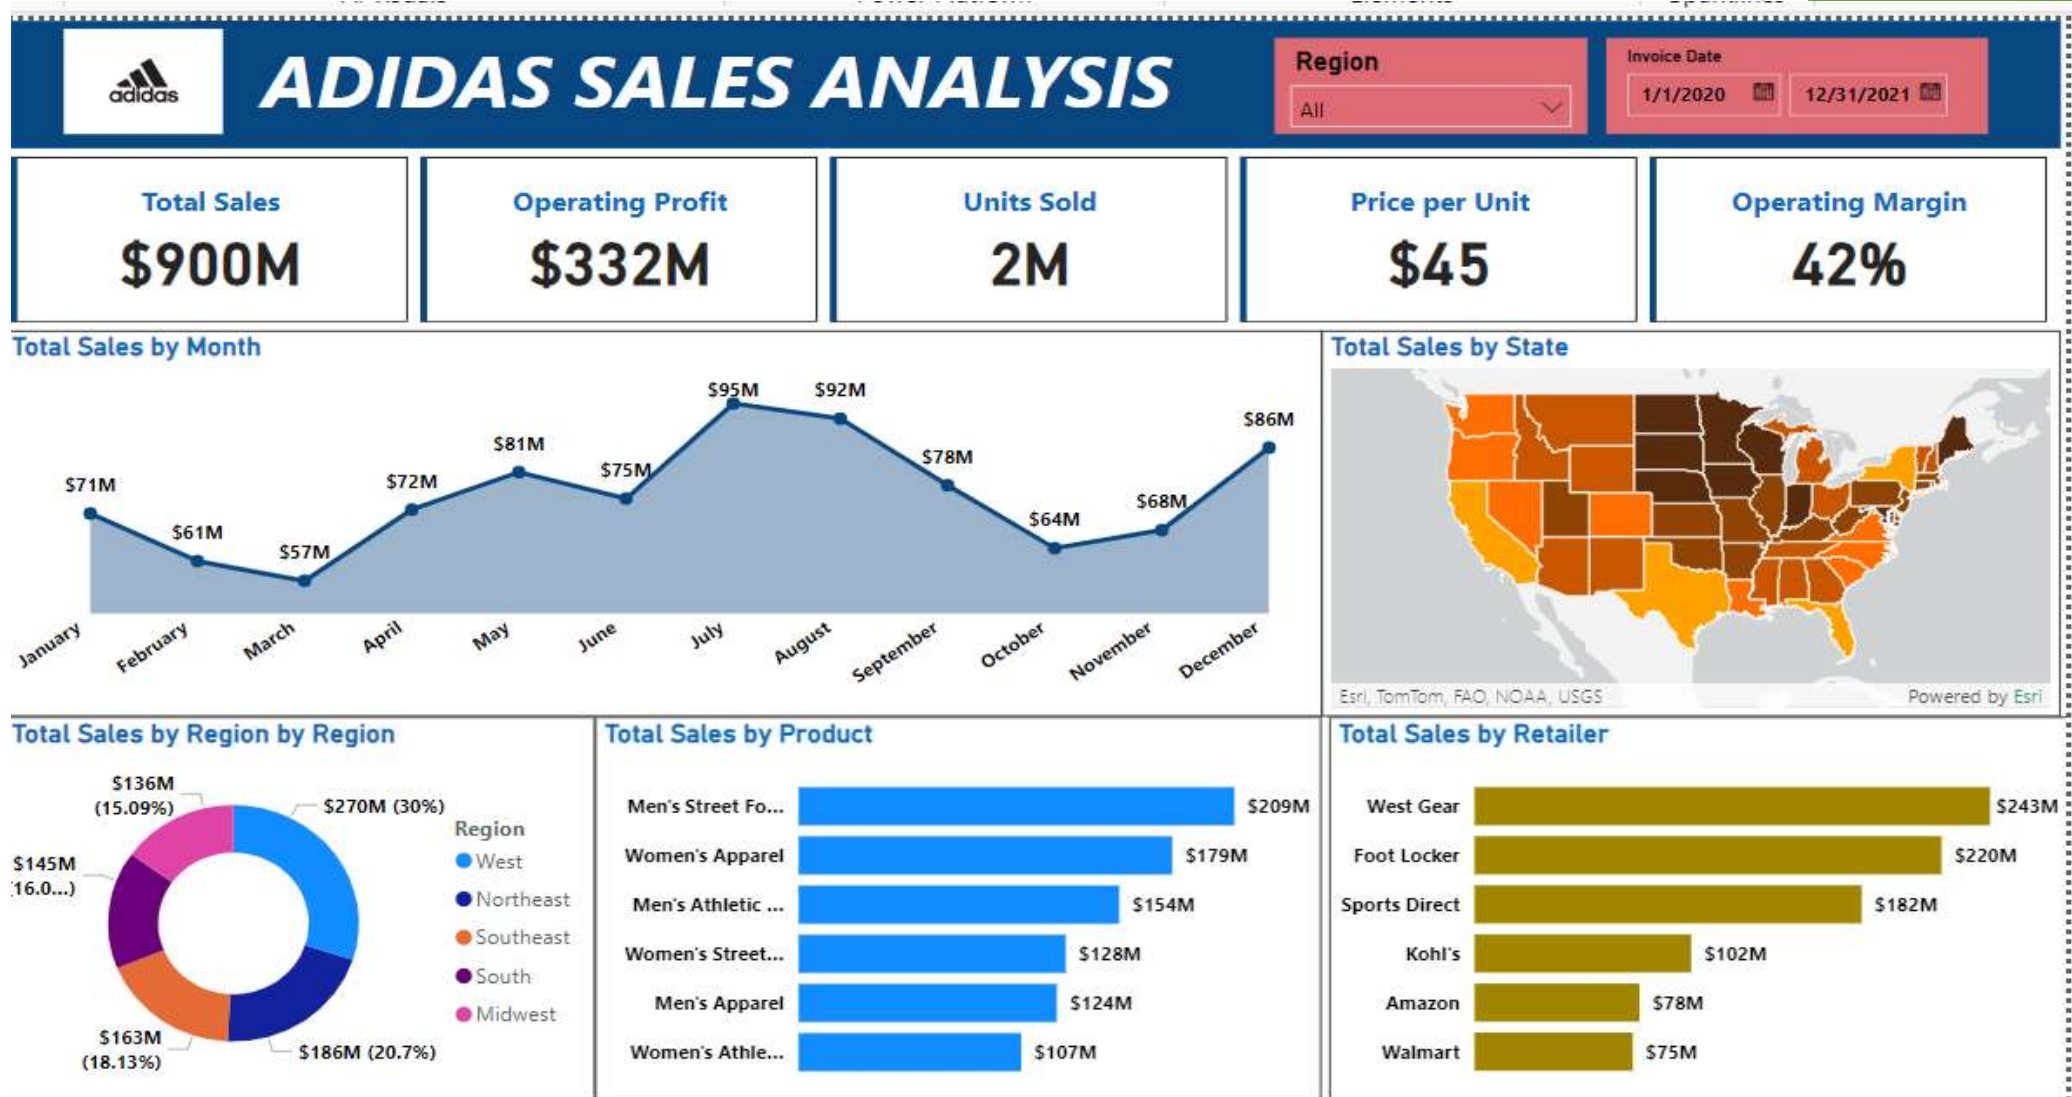 adidas
ADIDAS SALES ANALYSIS
Region
All
Invoice Date
1/1/2020
12/31/2021
Total Sales
$900M
Operating Profit
$332M
Units Sold
2M
Price per Unit
$45
Operating Margin
42%
Total Sales by Month
$71M
$61M
$57M
$72M
$81M
$75M
$95M
$92M
$78M
$64M
$68M
$86M
January
February
March
April
May
June
July
August
September
October
November
December
Total Sales by State
Esri, TomTom, FAO, NOAA, USGS
Powered by Esri
Total Sales by Region by Region
$136M
(15.09%)
$270M (30%)
$145M
(16.0...)
$163M
(18.13%)
$186M (20.7%)
Region
West
Northeast
Southeast
South
Midwest
Total Sales by Product
Men's Street Fo... $209M
Women's Apparel $179M
Men's Athletic ... $154M
Women's Street... $128M
Men's Apparel $124M
Women's Athle... $107M
Total Sales by Retailer
West Gear $243M
Foot Locker $220M
Sports Direct $182M
Kohl's $102M
Amazon $78M
Walmart $75M